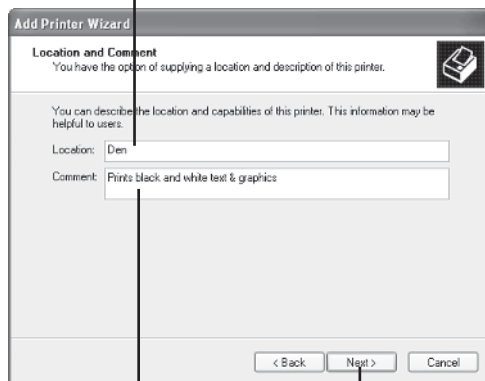 Add Printer Wizard
Location and Comment
You have the option of supplying a location and description of this printer.
You can describe the location and capabilities of this printer. This information may be
helpful to users.
Location: Den
Comment: Prints black and white text & graphics
< Back Next > Cancel